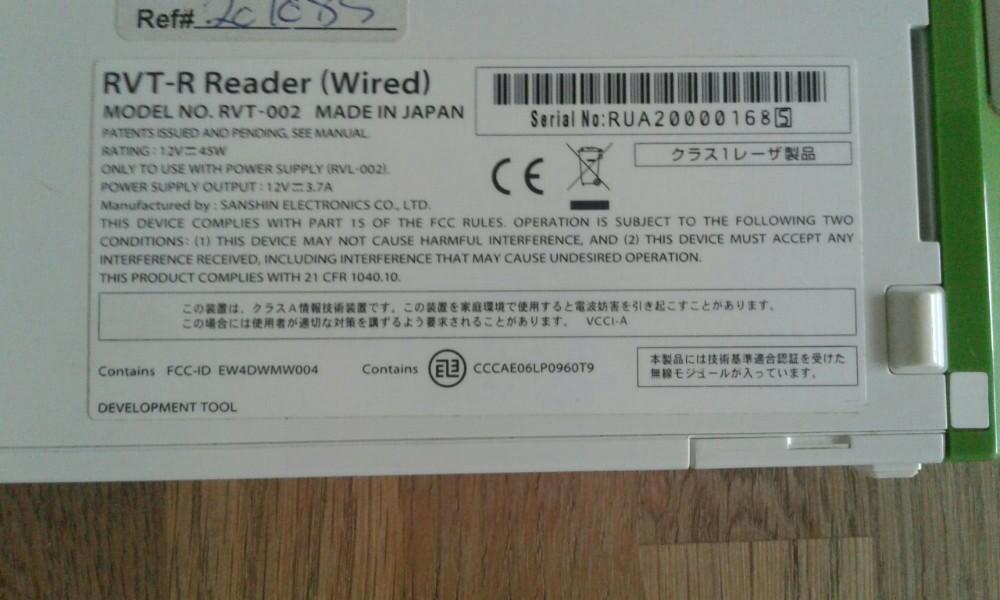 Ref#
RVT-R Reader (Wired)
MODEL NO. RVT-002 MADE IN JAPAN
PATENTS ISSUED AND PENDING, SEE MANUAL.
RATING : 12V⎓45W
ONLY TO USE WITH POWER SUPPLY (RVL-002).
POWER SUPPLY OUTPUT : 12V⎓3.7A
Manufactured by : SANSHIN ELECTRONICS CO., LTD.
Serial No:RUA200001685
CE
クラス1レーザ製品
THIS DEVICE COMPLIES WITH PART 15 OF THE FCC RULES. OPERATION IS SUBJECT TO THE FOLLOWING TWO
CONDITIONS: (1) THIS DEVICE MAY NOT CAUSE HARMFUL INTERFERENCE, AND (2) THIS DEVICE MUST ACCEPT ANY
INTERFERENCE RECEIVED, INCLUDING INTERFERENCE THAT MAY CAUSE UNDESIRED OPERATION.
THIS PRODUCT COMPLIES WITH 21 CFR 1040.10.
この装置は、クラスA情報技術装置です。この装置を家庭環境で使用すると電波妨害を引き起こすことがあります。
この場合には使用者が適切な対策を講ずるよう要求されることがあります。 VCCI-A
Contains FCC-ID EW4DWMW004 Contains CCCAE06LP0960T9
本製品には技術基準適合認証を受けた
無線モジュールが入っています。
DEVELOPMENT TOOL